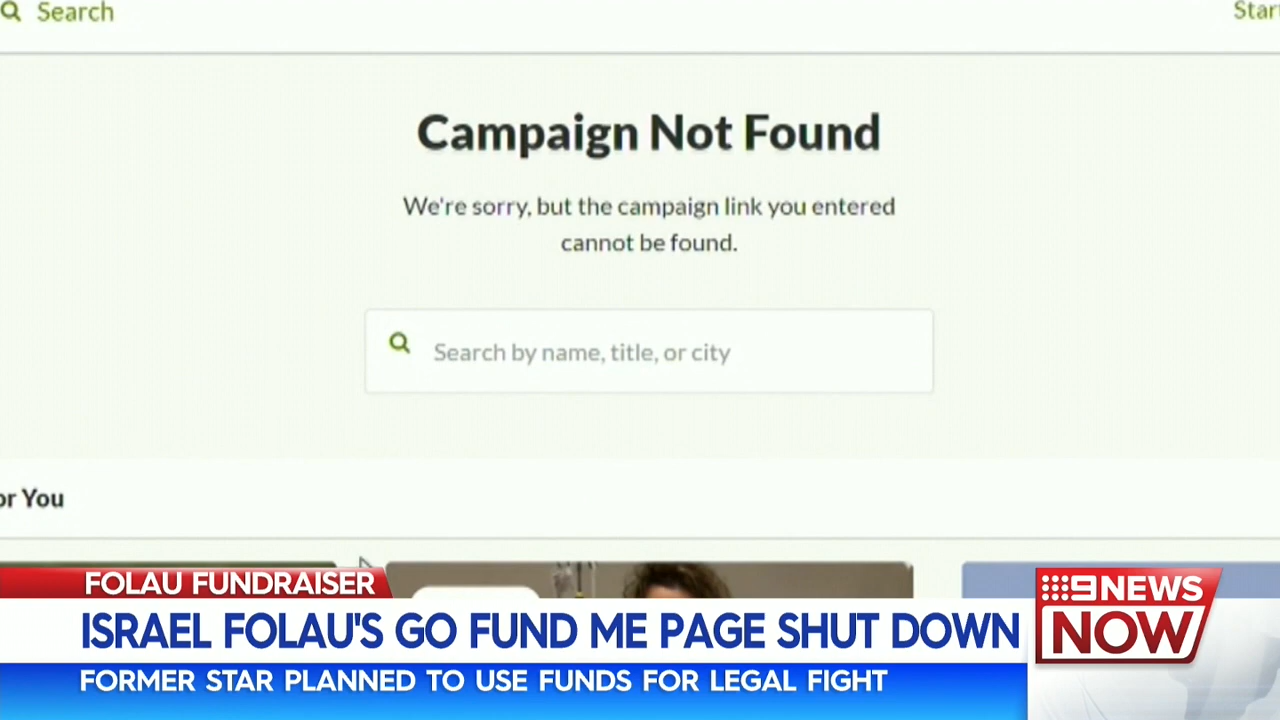 Search
Start
Campaign Not Found
We're sorry, but the campaign link you entered
cannot be found.
Search by name, title, or city
or You
FOLAU FUNDRAISER
ISRAEL FOLAU'S GO FUND ME PAGE SHUT DOWN
FORMER STAR PLANNED TO USE FUNDS FOR LEGAL FIGHT
9NEWS
NOW